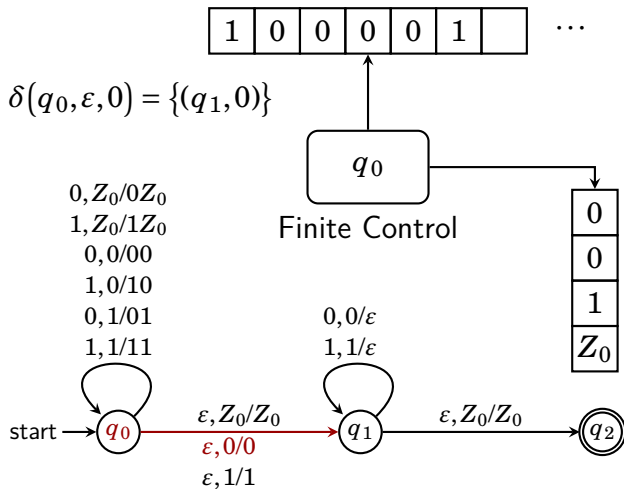 1 0 0 0 0 1 ⋯
δ(q₀, ε, 0) = {(q₁, 0)}
q₀
Finite Control
0
0
1
Z₀
0, Z₀/0Z₀
1, Z₀/1Z₀
0, 0/00
1, 0/10
0, 1/01
1, 1/11
0, 0/ε
1, 1/ε
start
q₀
ε, Z₀/Z₀
ε, 0/0
ε, 1/1
q₁
ε, Z₀/Z₀
q₂